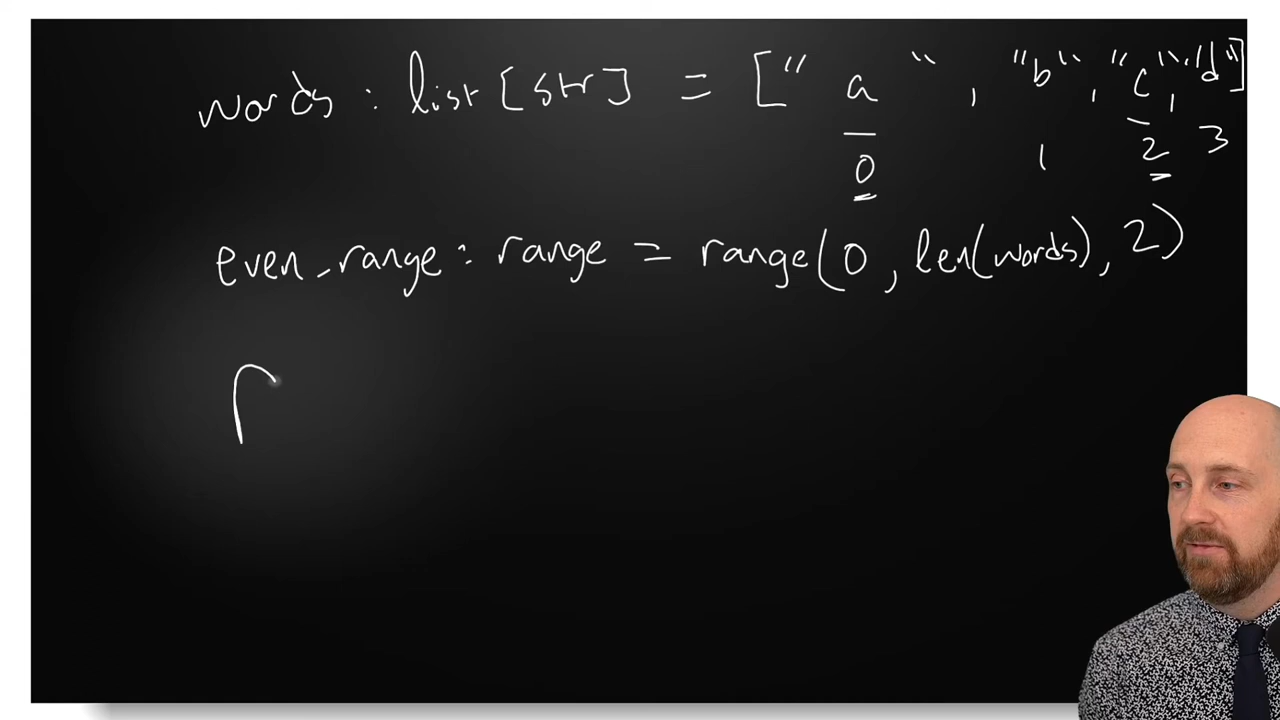 words : list[str] = ["a", "b", "c", "d"]
0 1 2 3
even_range : range = range(0, len(words), 2)